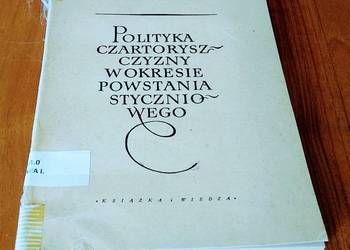 POLITYKA
CZARTORYSZ-
CZYZNY
W OKRESIE
POWSTANIA
STYCZNIO-
WEGO
• KSIĄŻKA i WIEDZA •